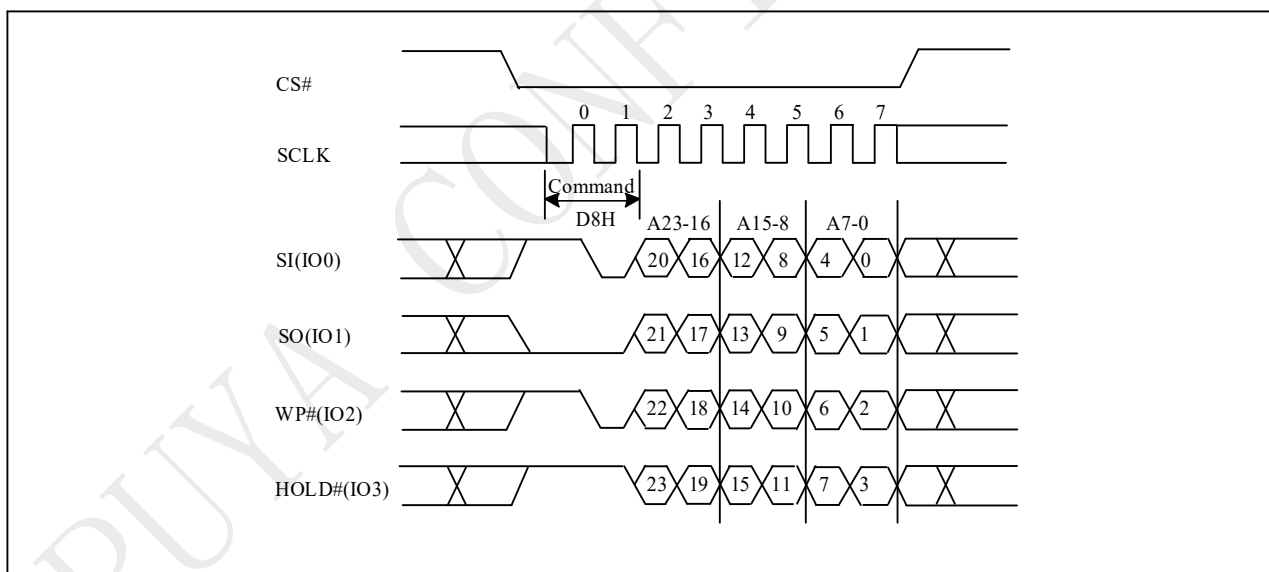 PUYA CONF
CS#
0 1 2 3 4 5 6 7
SCLK
Command
D8H
A23-16 A15-8 A7-0
SI(IO0) 20 16 12 8 4 0
SO(IO1) 21 17 13 9 5 1
WP#(IO2) 22 18 14 10 6 2
HOLD#(IO3) 23 19 15 11 7 3